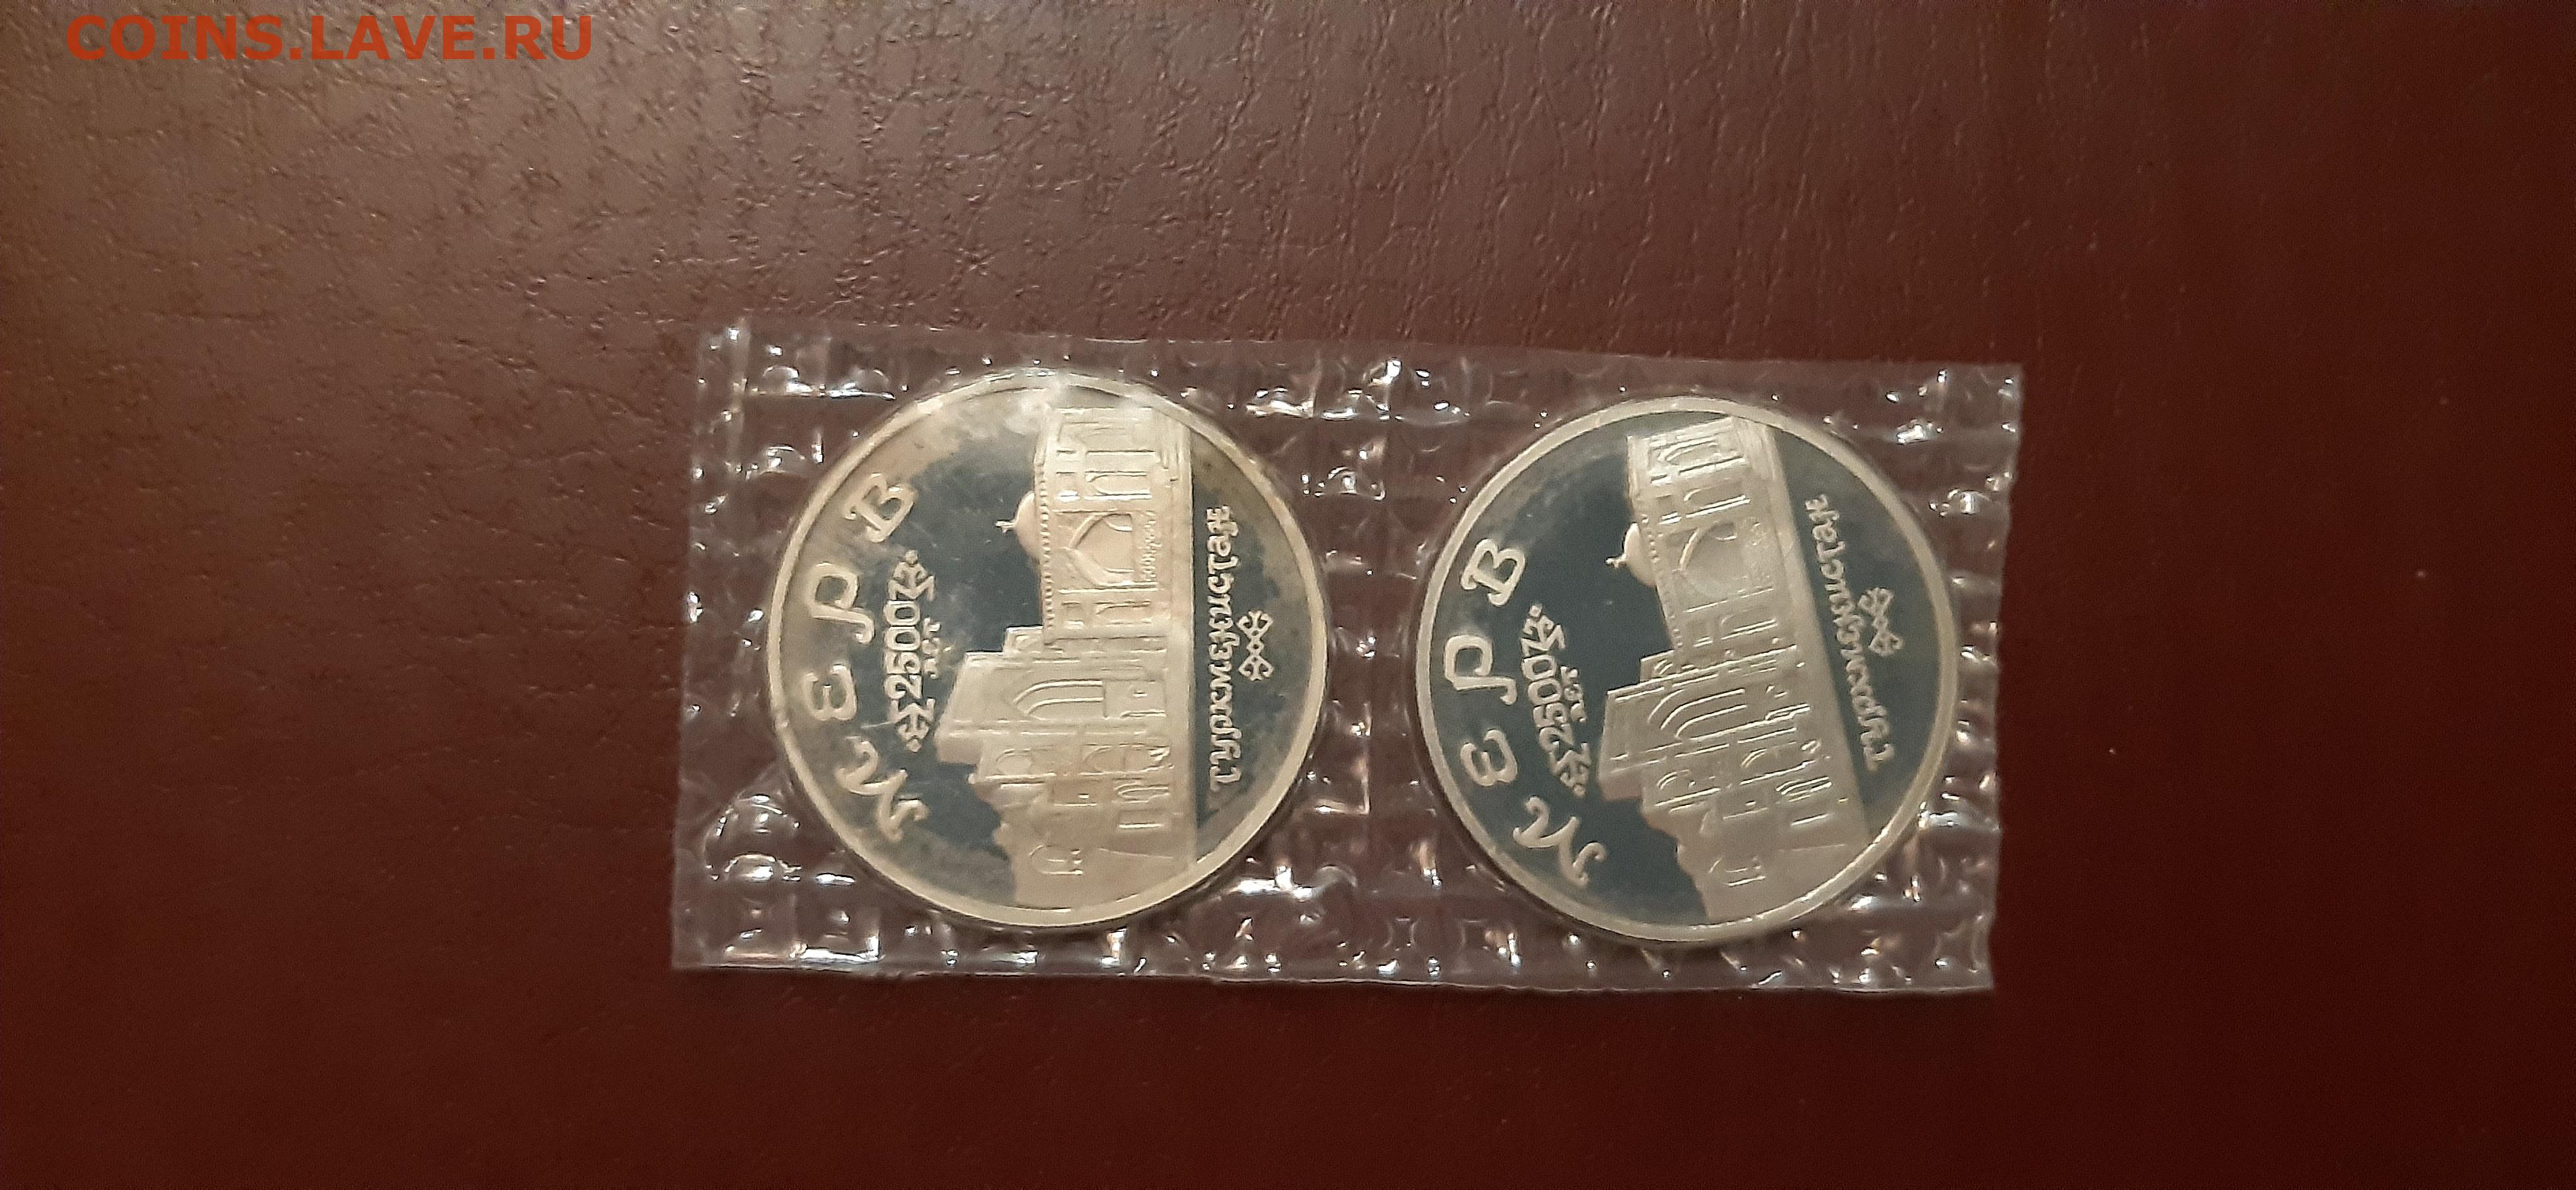 COINS.LAVE.RU
МЕРВ
2500
лет
туркменистан
МЕРВ
2500
лет
туркменистан